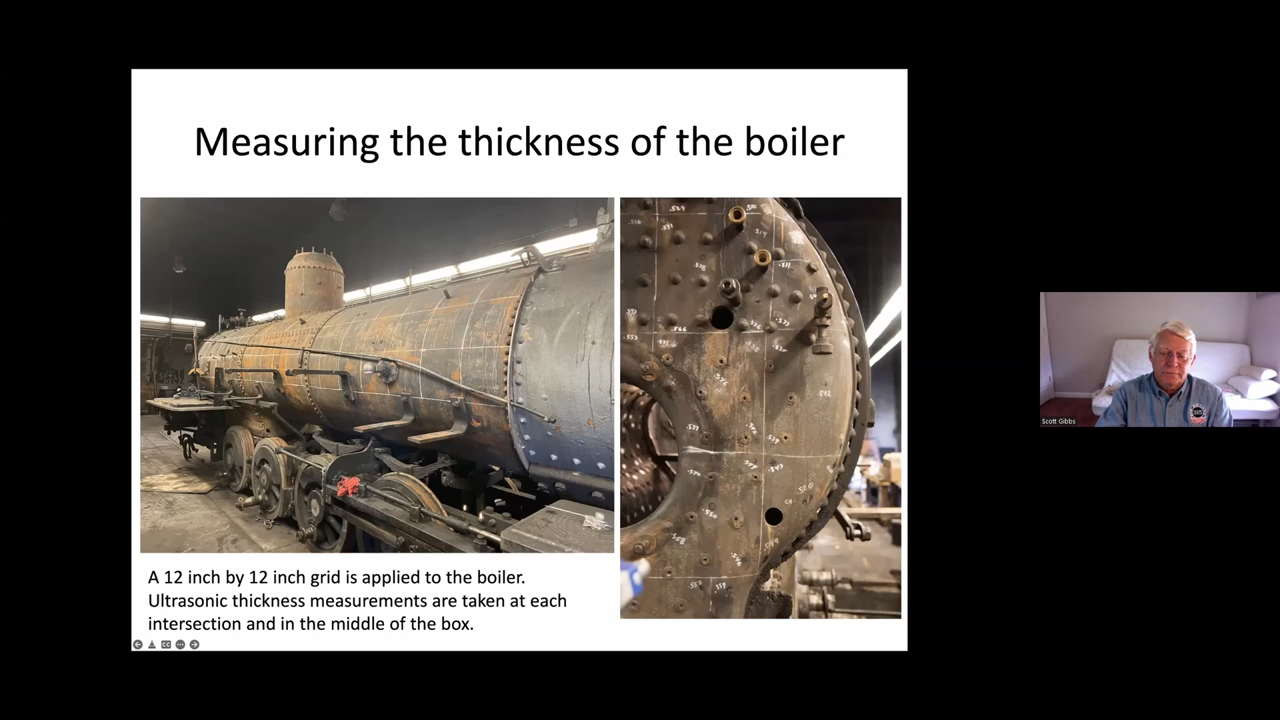 Measuring the thickness of the boiler
A 12 inch by 12 inch grid is applied to the boiler.
Ultrasonic thickness measurements are taken at each
intersection and in the middle of the box.
Scott Gibbs